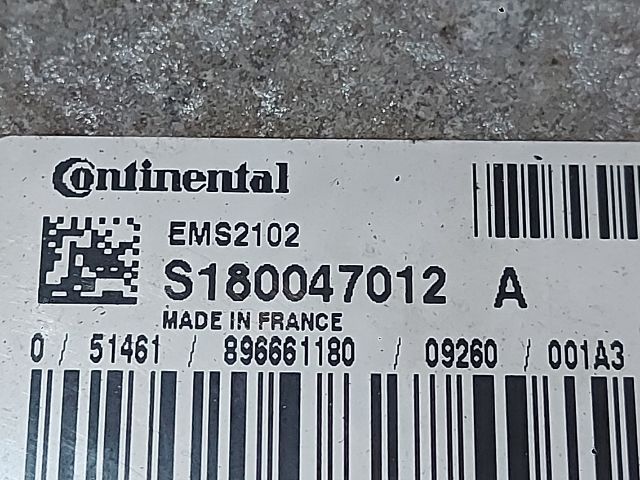 Continental
EMS2102
S180047012 A
MADE IN FRANCE
0 / 51461 / 896661180 / 09260 / 001A3